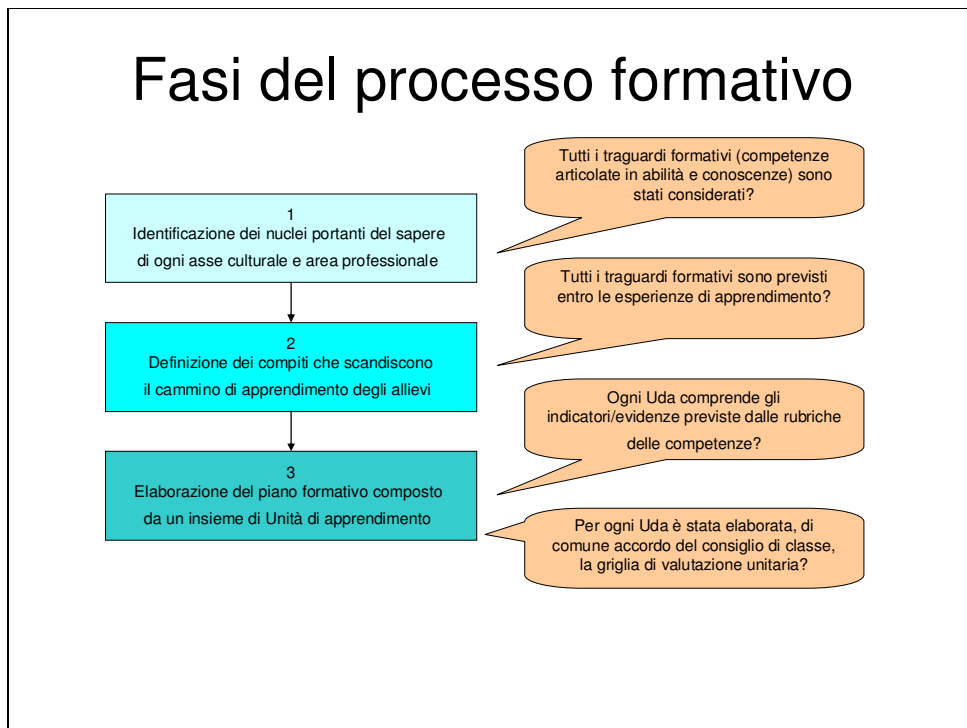 Fasi del processo formativo
Tutti i traguardi formativi (competenze
articolate in abilità e conoscenze) sono
stati considerati?
1
Identificazione dei nuclei portanti del sapere
di ogni asse culturale e area professionale
Tutti i traguardi formativi sono previsti
entro le esperienze di apprendimento?
2
Definizione dei compiti che scandiscono
il cammino di apprendimento degli allievi
Ogni Uda comprende gli
indicatori/evidenze previste dalle rubriche
delle competenze?
3
Elaborazione del piano formativo composto
da un insieme di Unità di apprendimento
Per ogni Uda è stata elaborata, di
comune accordo del consiglio di classe,
la griglia di valutazione unitaria?